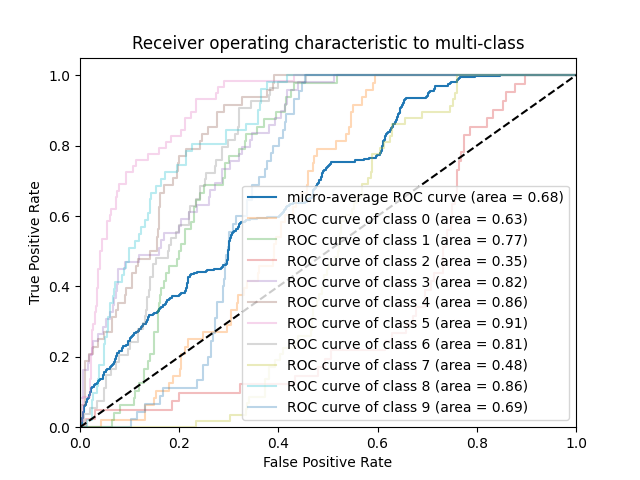 Receiver operating characteristic to multi-class
1.0
0.8
0.6
0.4
0.2
0.0
True Positive Rate
micro-average ROC curve (area = 0.68)
ROC curve of class 0 (area = 0.63)
ROC curve of class 1 (area = 0.77)
ROC curve of class 2 (area = 0.35)
ROC curve of class 3 (area = 0.82)
ROC curve of class 4 (area = 0.86)
ROC curve of class 5 (area = 0.91)
ROC curve of class 6 (area = 0.81)
ROC curve of class 7 (area = 0.48)
ROC curve of class 8 (area = 0.86)
ROC curve of class 9 (area = 0.69)
0.0 0.2 0.4 0.6 0.8 1.0
False Positive Rate